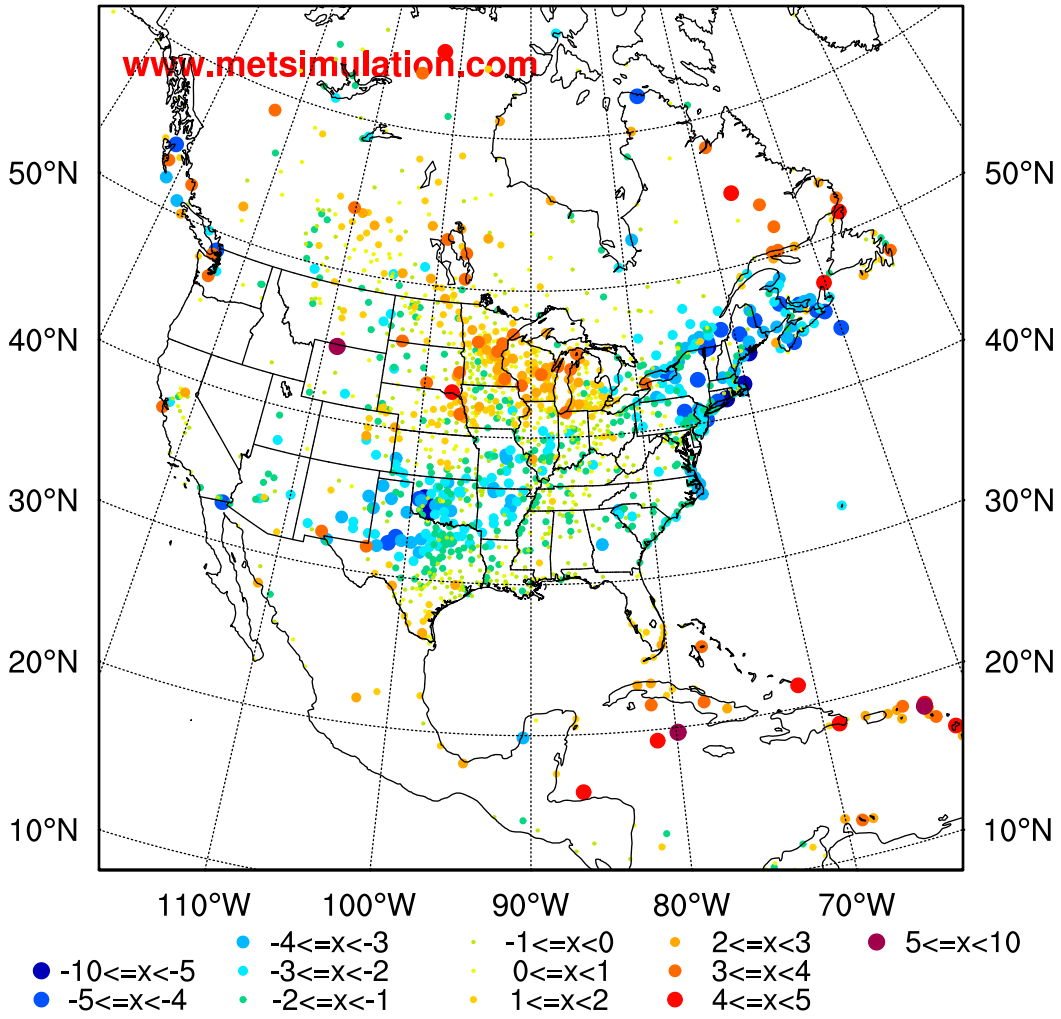 www.metsimulation.com
50°N 50°N
40°N 40°N
30°N 30°N
20°N 20°N
10°N 10°N
110°W 100°W 90°W 80°W 70°W
-4<=x<-3 -1<=x<0 2<=x<3 5<=x<10
-10<=x<-5 -3<=x<-2 0<=x<1 3<=x<4
-5<=x<-4 -2<=x<-1 1<=x<2 4<=x<5